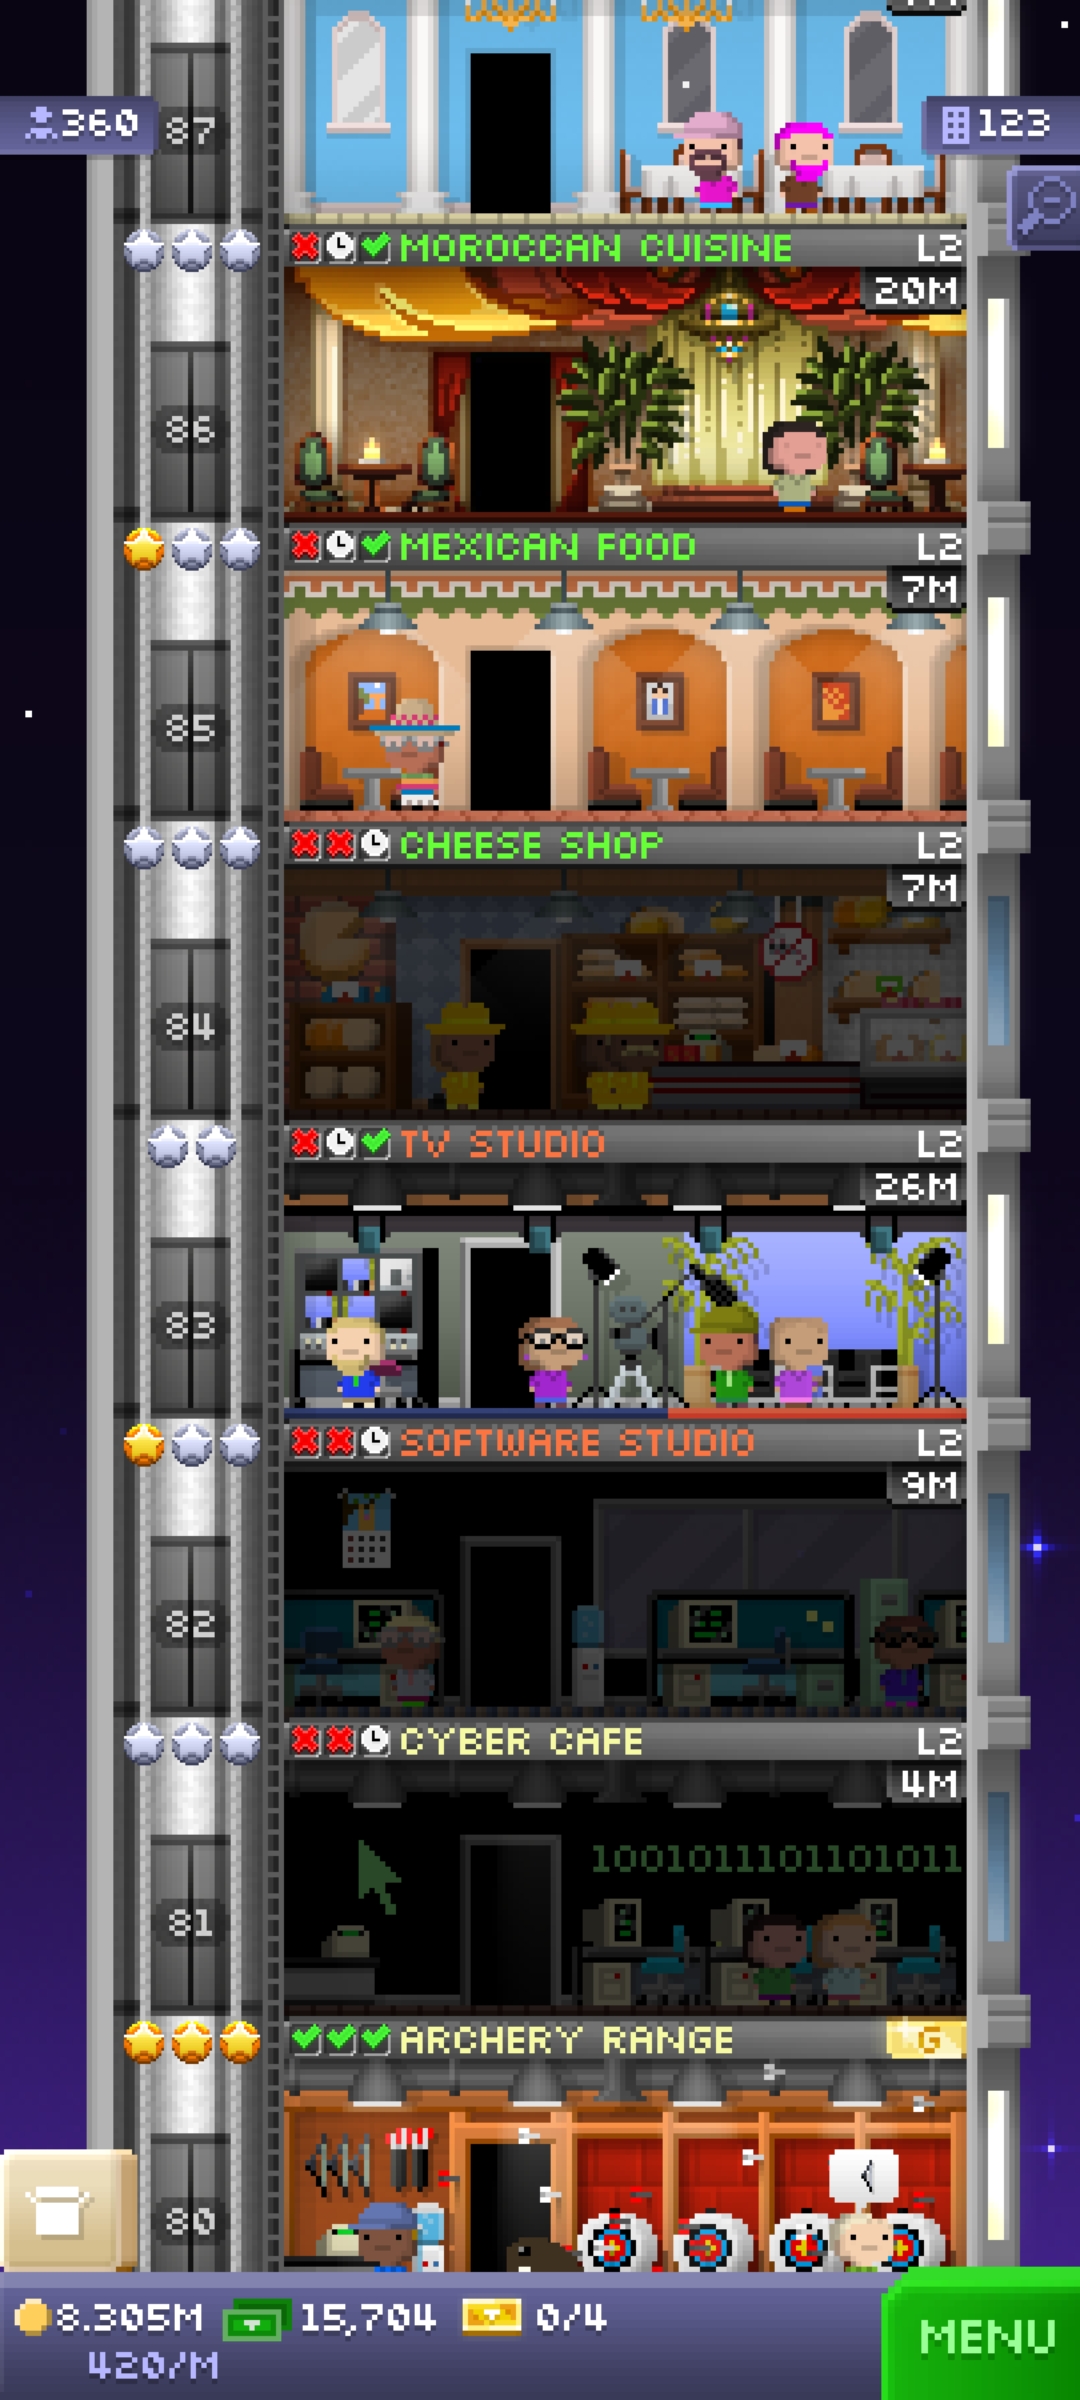 87
360
123
MOROCCAN CUISINE L2
20M
86
MEXICAN FOOD L2
7M
85
CHEESE SHOP L2
7M
84
TV STUDIO L2
26M
83
SOFTWARE STUDIO L2
9M
82
CYBER CAFE L2
4M
1001011101101011
81
ARCHERY RANGE G
80
8.305M 15,704 0/4
420/M
MENU